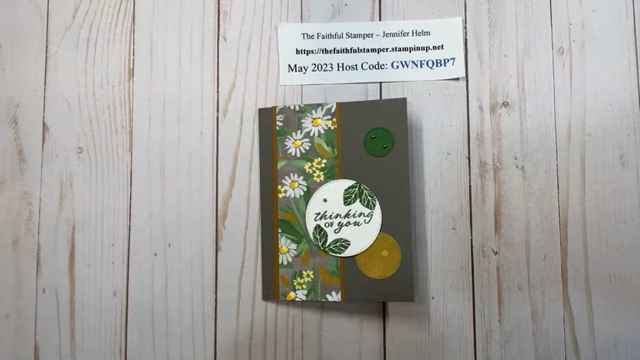 The Faithful Stamper – Jennifer Helm
https://thefaithfulstamper.stampinup.net
May 2023 Host Code: GWNFQBP7
thinking
OF you